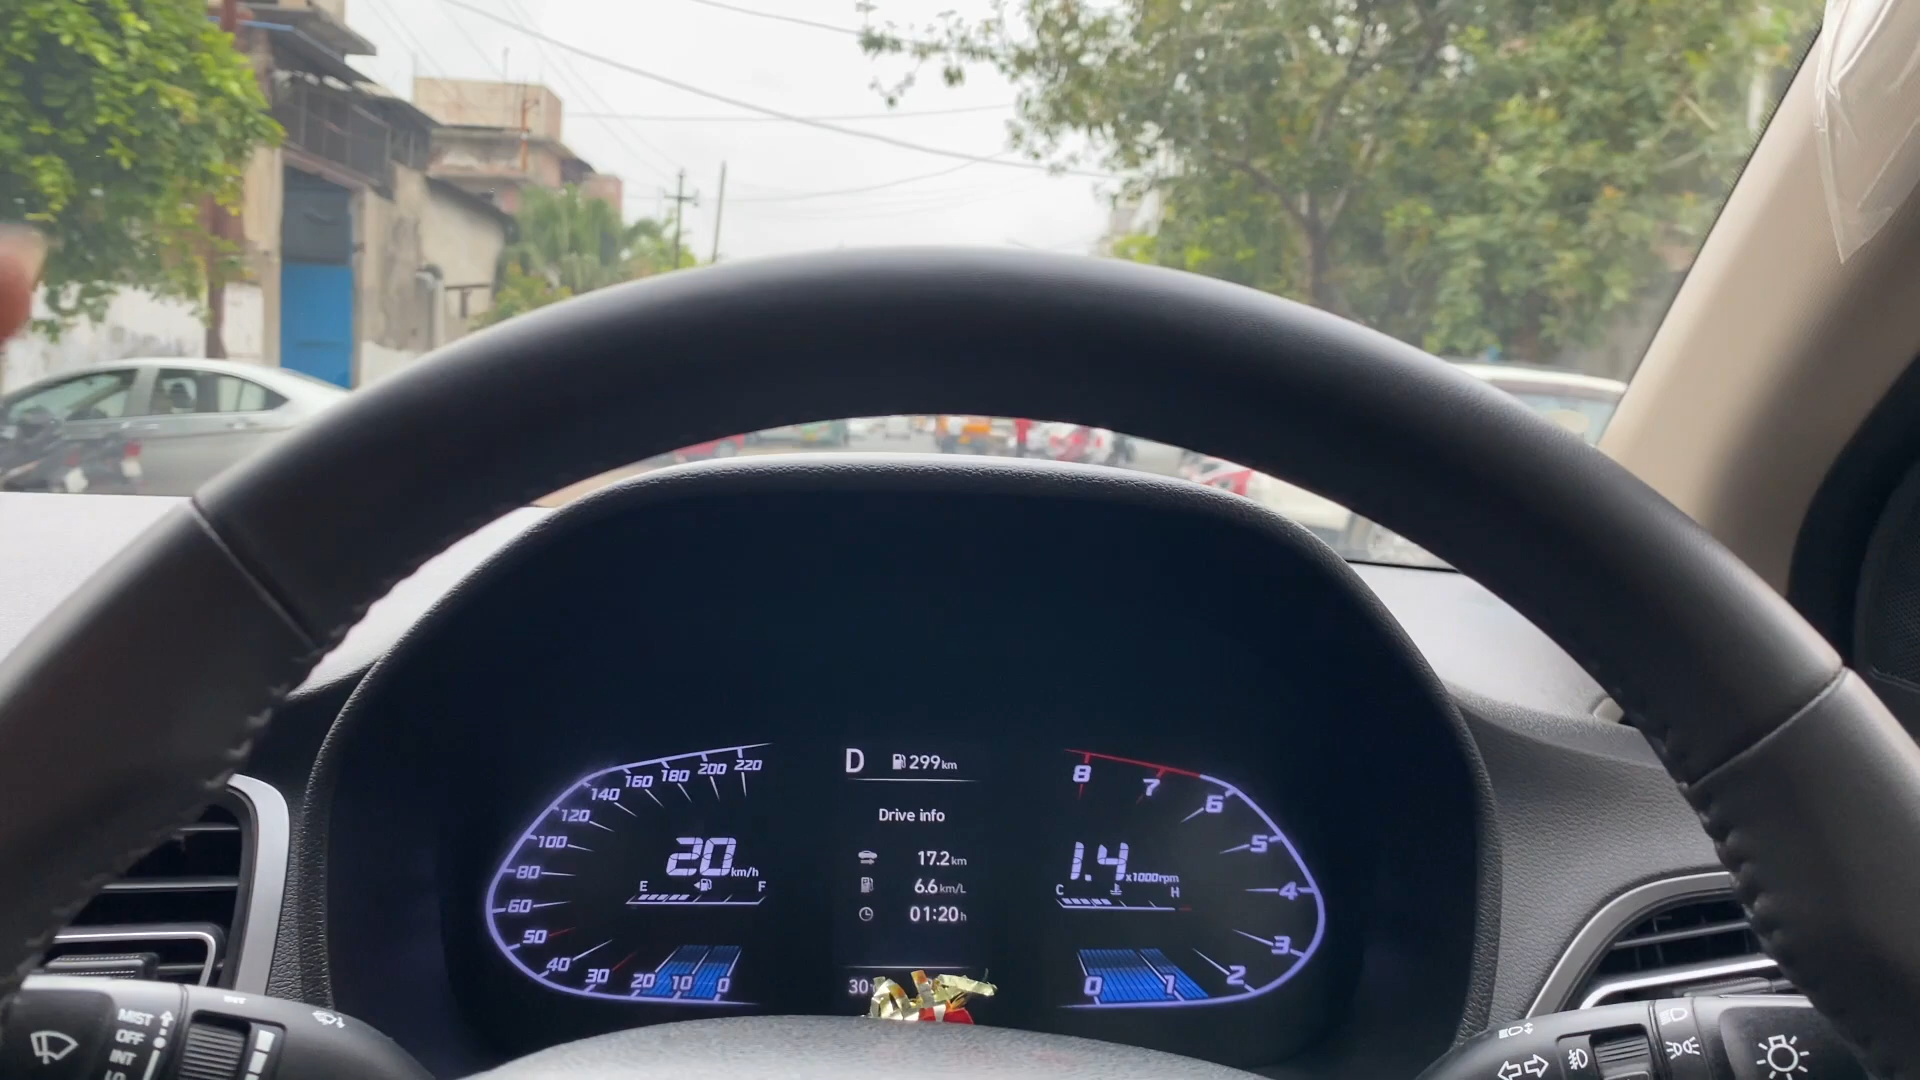 D 299km
Drive info
17.2km
6.6km/L
01:20h
30
220
200
180
160
140
120
100
80
60
50
40
30
20
10
0
20km/h
E F
8
7
6
5
4
3
2
1
0
1.4x1000rpm
C H
MIST
OFF
INT
LO